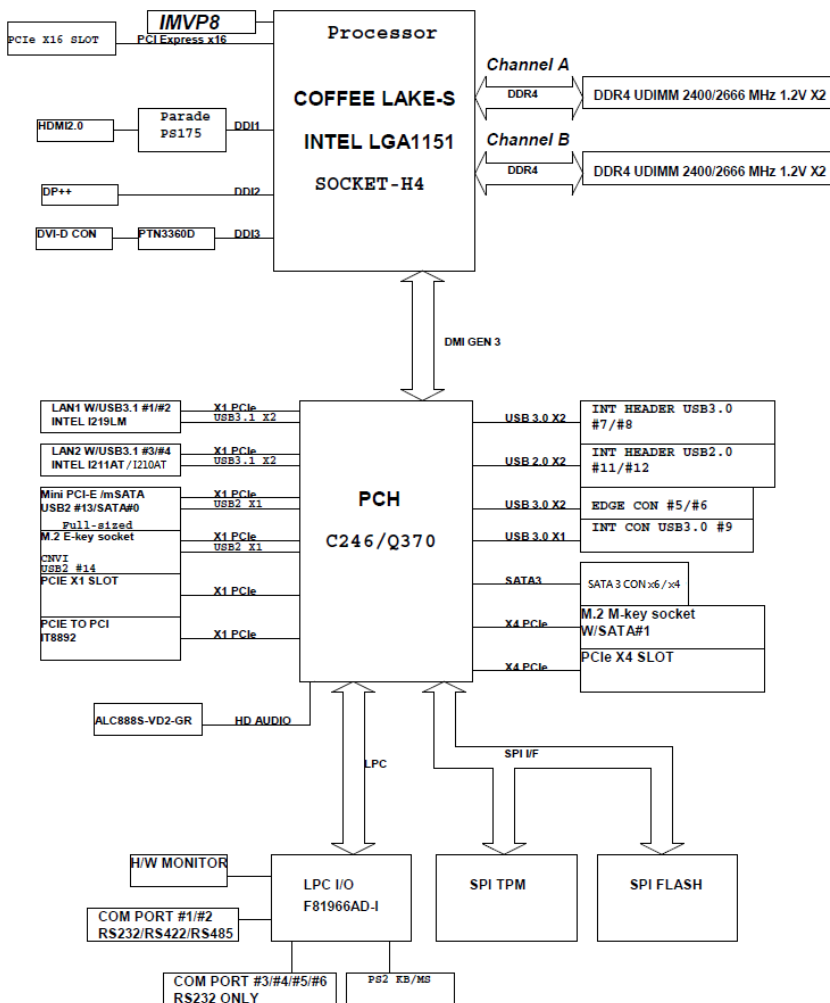 IMVP8
PCIe X16 SLOT
PCI Express x16
Processor
COFFEE LAKE-S
INTEL LGA1151
SOCKET-H4
Channel A
DDR4
DDR4 UDIMM 2400/2666 MHz 1.2V X2
Channel B
DDR4
DDR4 UDIMM 2400/2666 MHz 1.2V X2
HDMI2.0
Parade
PS175
DDI1
DP++
DDI2
DVI-D CON
PTN3360D
DDI3
DMI GEN 3
LAN1 W/USB3.1 #1/#2
INTEL I219LM
X1 PCIe
USB3.1 X2
LAN2 W/USB3.1 #3/#4
INTEL I211AT / I210AT
X1 PCIe
USB3.1 X2
Mini PCI-E /mSATA
USB2 #13/SATA#0
Full-sized
X1 PCIe
USB2 X1
M.2 E-key socket
CNVI
USB2 #14
X1 PCIe
USB2 X1
PCIE X1 SLOT
X1 PCIe
PCIE TO PCI
IT8892
X1 PCIe
PCH
C246/Q370
USB 3.0 X2
INT HEADER USB3.0
#7/#8
USB 2.0 X2
INT HEADER USB2.0
#11/#12
USB 3.0 X2
EDGE CON #5/#6
USB 3.0 X1
INT CON USB3.0 #9
SATA3
SATA 3 CON x6/x4
X4 PCIe
M.2 M-key socket
W/SATA#1
X4 PCIe
PCIe X4 SLOT
ALC888S-VD2-GR
HD AUDIO
LPC
SPI I/F
H/W MONITOR
LPC I/O
F81966AD-I
SPI TPM
SPI FLASH
COM PORT #1/#2
RS232/RS422/RS485
COM PORT #3/#4/#5/#6
RS232 ONLY
PS2 KB/MS